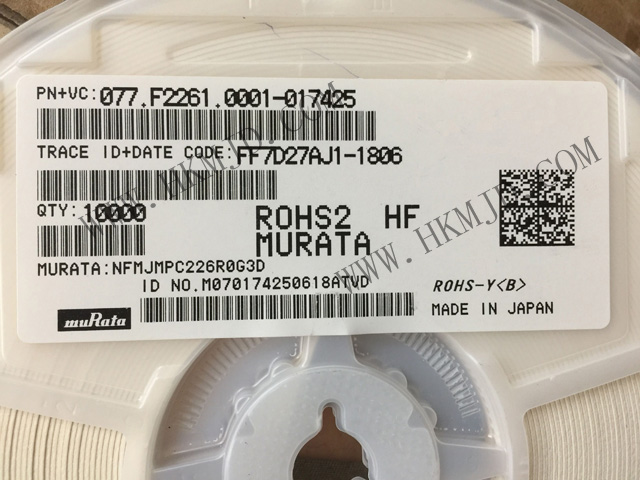 PN+VC:077.F2261.0001-017425
TRACE ID+DATE CODE:FF7D27AJ1-1806
QTY:10000
ROHS2 HF
MURATA
MURATA:NFMJMPC226R0G3D
ID NO.M070174250618ATVD
ROHS-Y<B>
muRata
MADE IN JAPAN
WWW.HKMJD.COM
WWW.HKMJD.COM